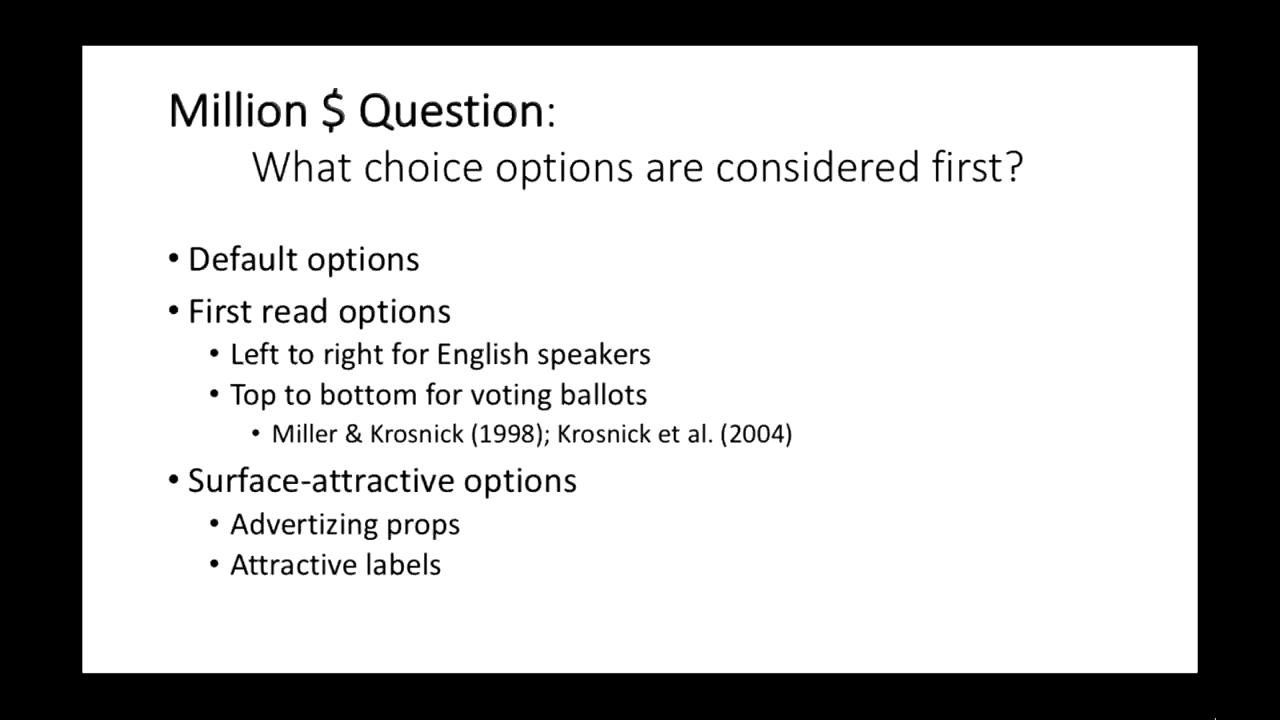 Million $ Question:
What choice options are considered first?
• Default options
• First read options
• Left to right for English speakers
• Top to bottom for voting ballots
• Miller & Krosnick (1998); Krosnick et al. (2004)
• Surface-attractive options
• Advertizing props
• Attractive labels